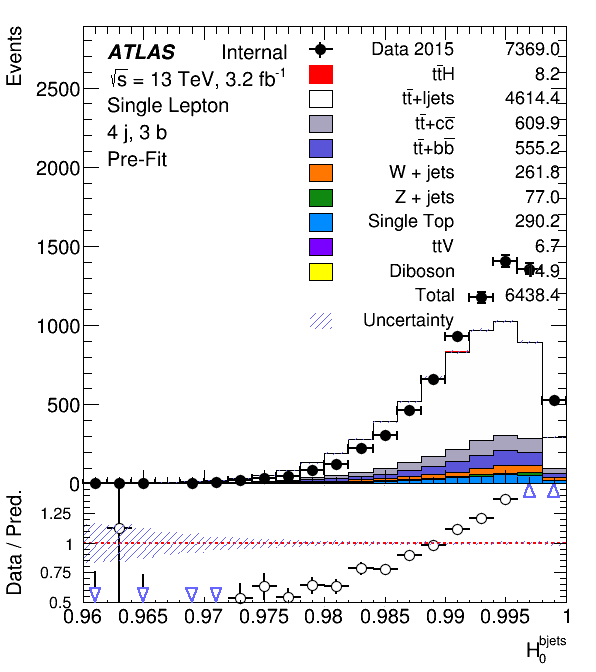 Events
ATLAS Internal
√s = 13 TeV, 3.2 fb⁻¹
Single Lepton
4 j, 3 b
Pre-Fit
Data 2015 7369.0
tt̄H 8.2
tt̄+ljets 4614.4
tt̄+cc̄ 609.9
tt̄+bb̄ 555.2
W + jets 261.8
Z + jets 77.0
Single Top 290.2
ttV 6.7
Diboson 4.9
Total 6438.4
Uncertainty
2500
2000
1500
1000
500
0
Data / Pred.
1.25
1
0.75
0.5
0.96 0.965 0.97 0.975 0.98 0.985 0.99 0.995 1
H₀ᵇʲᵉᵗˢ